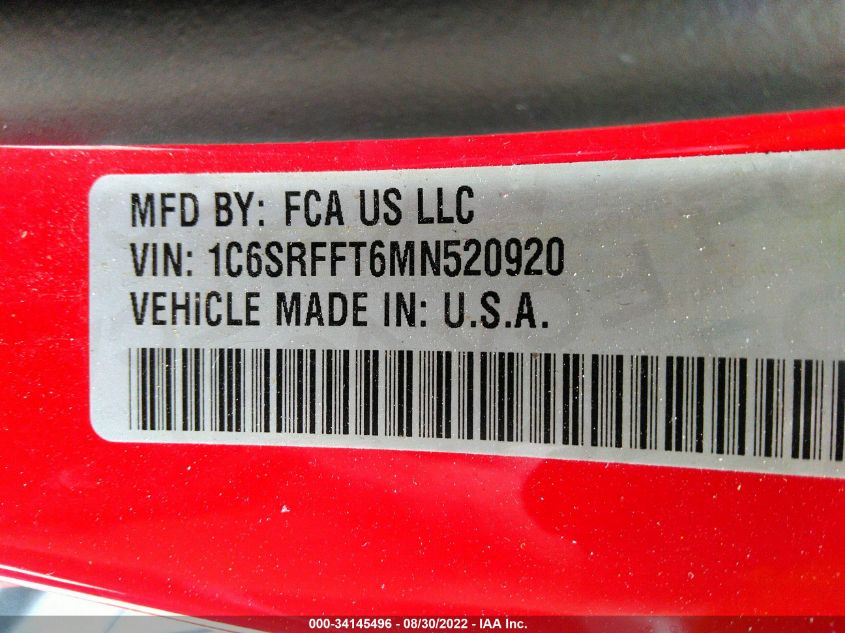 MFD BY: FCA US LLC
VIN: 1C6SRFFT6MN520920
VEHICLE MADE IN: U.S.A.
000-34145496 - 08/30/2022 - IAA Inc.